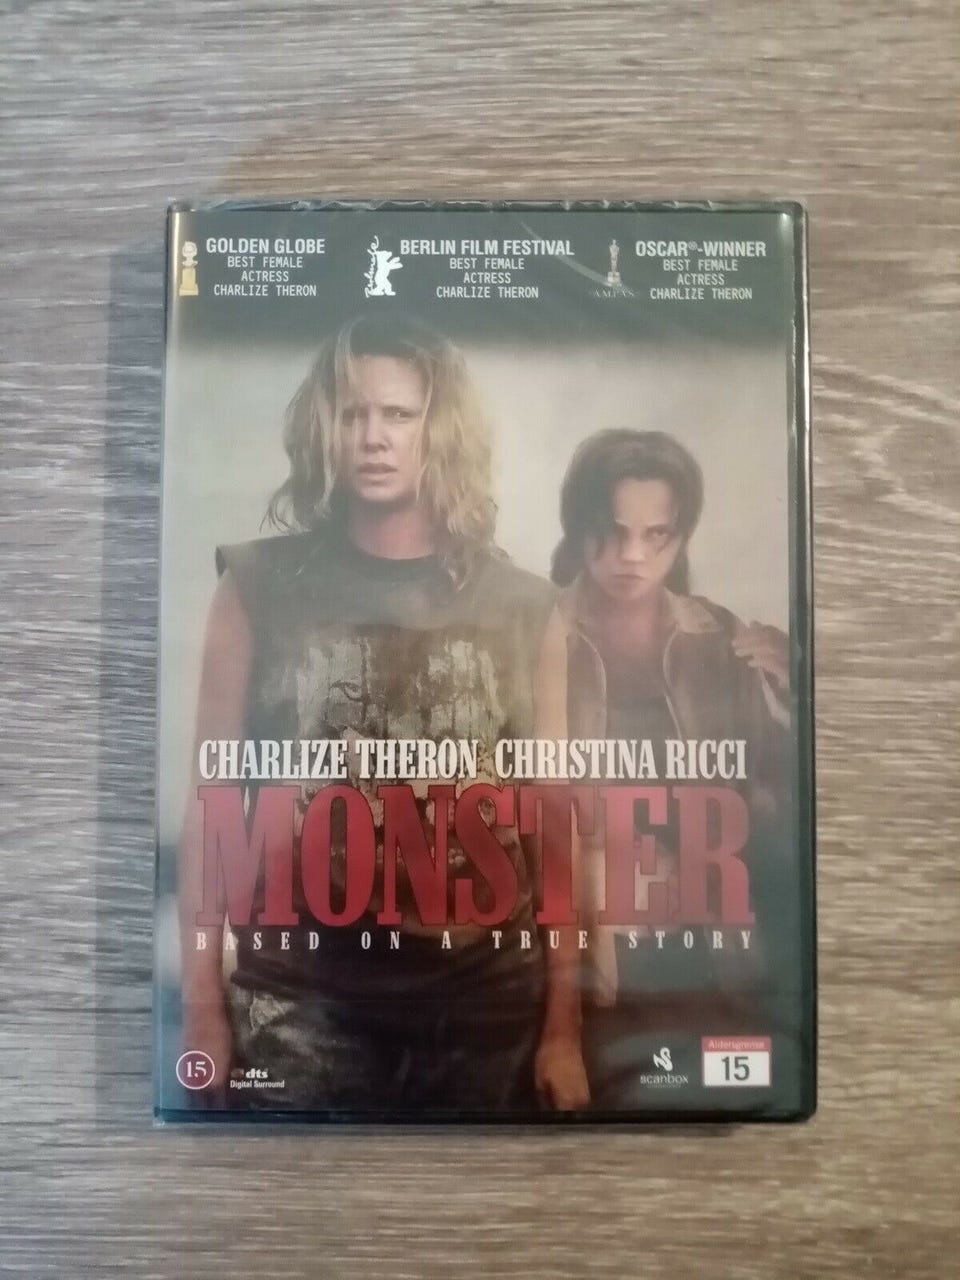 GOLDEN GLOBE
BEST FEMALE
ACTRESS
CHARLIZE THERON
Berlinale
BERLIN FILM FESTIVAL
BEST FEMALE
ACTRESS
CHARLIZE THERON
A.M.P.A.S.®
OSCAR®-WINNER
BEST FEMALE
ACTRESS
CHARLIZE THERON
CHARLIZE THERON CHRISTINA RICCI
MONSTER
BASED ON A TRUE STORY
15
dts
Digital Surround
scanbox
Aldersgrense
15